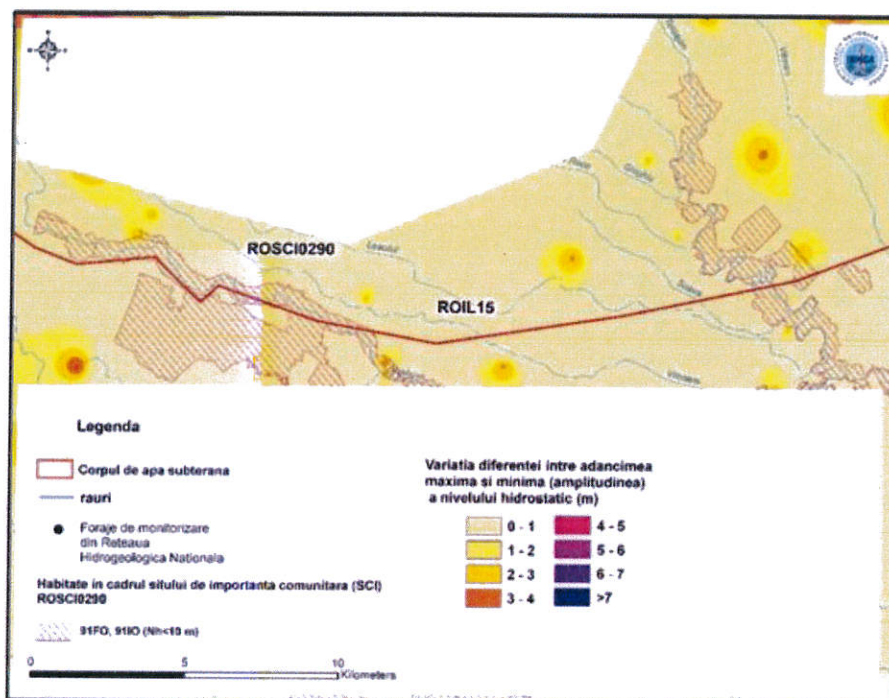 ROSCI0290
ROIL15
Legenda
Corpul de apa subterana
rauri
Foraje de monitorizare
din Reteaua
Hidrogeologica Nationala
Habitate in cadrul sitului de importanta comunitara (SCI)
ROSCI0290
91FO, 91IO (Nh<10 m)
0 5 10
Kilometers
Variatia diferentei intre adancimea
maxima si minima (amplitudinea)
a nivelului hidrostatic (m)
0 - 1
1 - 2
2 - 3
3 - 4
4 - 5
5 - 6
6 - 7
>7